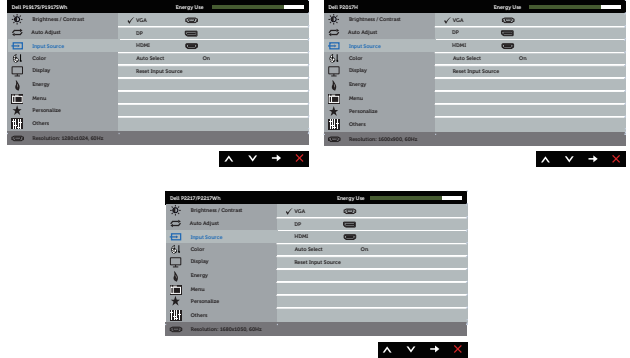 Dell P1917S/P1917SWh Energy Use
Brightness / Contrast VGA
Auto Adjust DP
Input Source HDMI
Color Auto Select On
Display Reset Input Source
Energy
Menu
Personalize
Others
Resolution: 1280x1024, 60Hz
Dell P2017H Energy Use
Brightness / Contrast VGA
Auto Adjust DP
Input Source HDMI
Color Auto Select On
Display Reset Input Source
Energy
Menu
Personalize
Others
Resolution: 1600x900, 60Hz
Dell P2217/P2217Wh Energy Use
Brightness / Contrast VGA
Auto Adjust DP
Input Source HDMI
Color Auto Select On
Display Reset Input Source
Energy
Menu
Personalize
Others
Resolution: 1680x1050, 60Hz